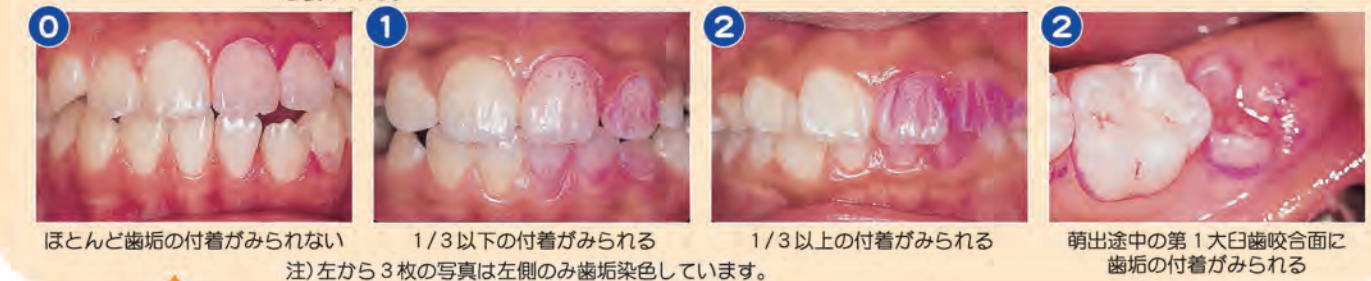 0
1
2
2
ほとんど歯垢の付着がみられない
1/3以下の付着がみられる
1/3以上の付着がみられる
萌出途中の第1大臼歯咬合面に
歯垢の付着がみられる
注)左から3枚の写真は左側のみ歯垢染色しています。